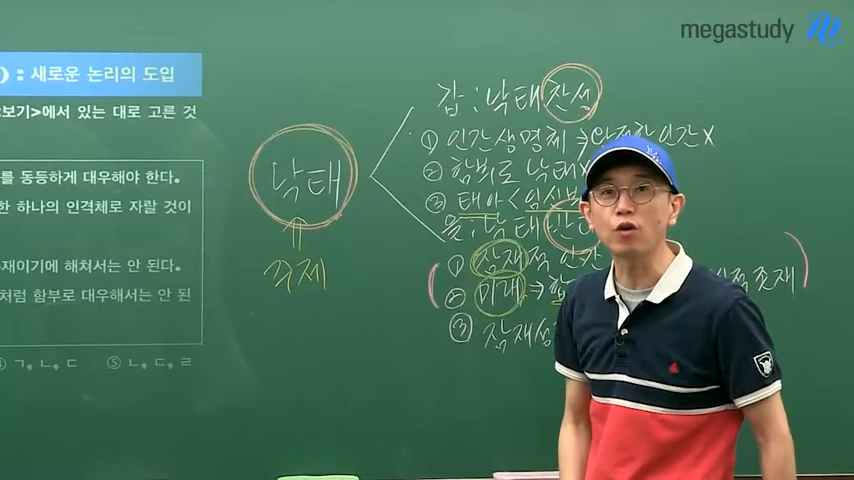 megastudy
: 새로운 논리의 도입
보기>에서 있는 대로 고른 것
를 동등하게 대우해야 한다.
한 하나의 인격체로 자랄 것이
재이기에 해쳐서는 안 된다.
처럼 함부로 대우해서는 안 된
ㄱ, ㄴ, ㄷ ⑤ ㄴ, ㄷ, ㄹ
낙태
주제
갑 : 낙태 찬성
① 인간 생명체 ⇒ 완전한 인간 X
② 함부로 낙태 X
③ 태아 < 임신부
을 : 낙태 반대
① 잠재적 인간
② 미래 ⇒
존재
③ 잠재성